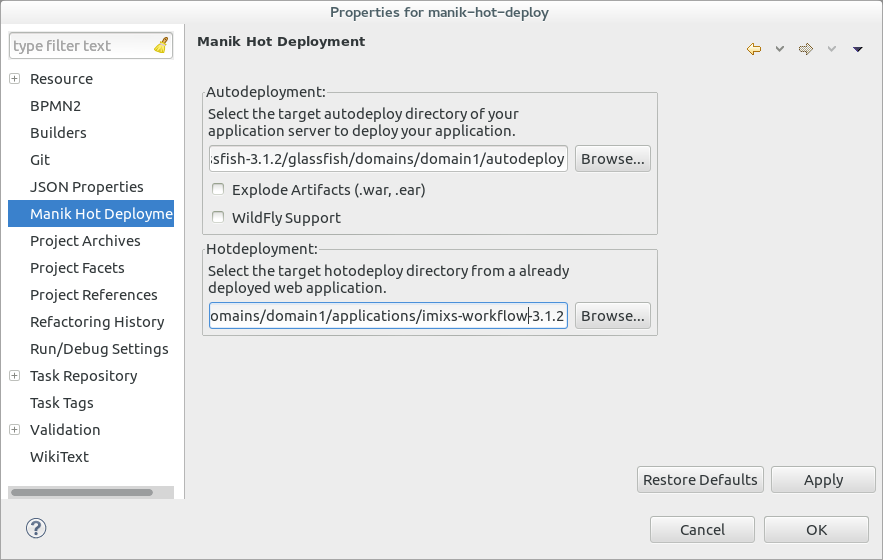 Properties for manik-hot-deploy
type filter text
Manik Hot Deployment
Resource
BPMN2
Builders
Git
JSON Properties
Manik Hot Deployme
Project Archives
Project Facets
Project References
Refactoring History
Run/Debug Settings
Task Repository
Task Tags
Validation
WikiText
Autodeployment:
Select the target autodeploy directory of your
application server to deploy your application.
sfish-3.1.2/glassfish/domains/domain1/autodeploy
Browse...
Explode Artifacts (.war, .ear)
WildFly Support
Hotdeployment:
Select the target hotodeploy directory from a already
deployed web application.
omains/domain1/applications/imixs-workflow-3.1.2
Browse...
Restore Defaults
Apply
?
Cancel
OK